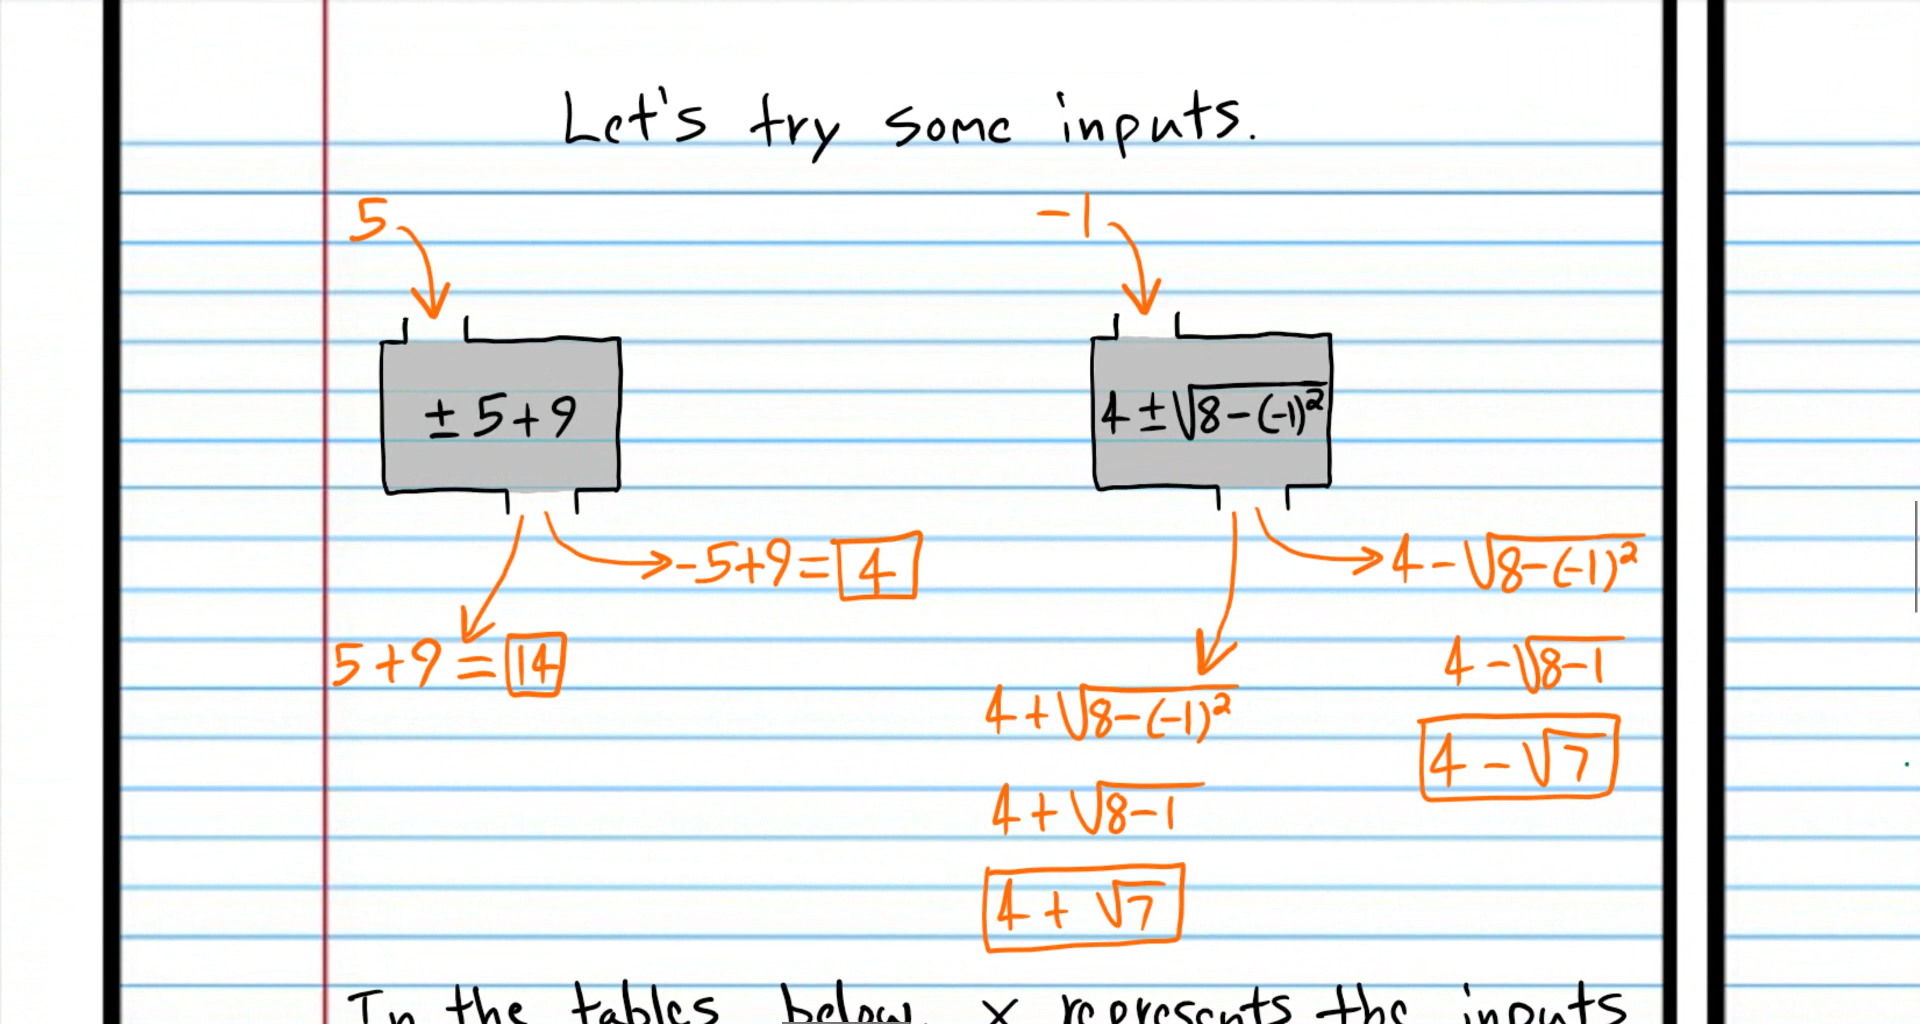 Let's try some inputs.
5
-1
± 5+9
4 ± √8-(-1)²
-5+9= 4
5+9 = 14
4 - √8-(-1)²
4 - √8-1
4 - √7
4 + √8-(-1)²
4 + √8-1
4 + √7
In the tables below, x represents the inputs